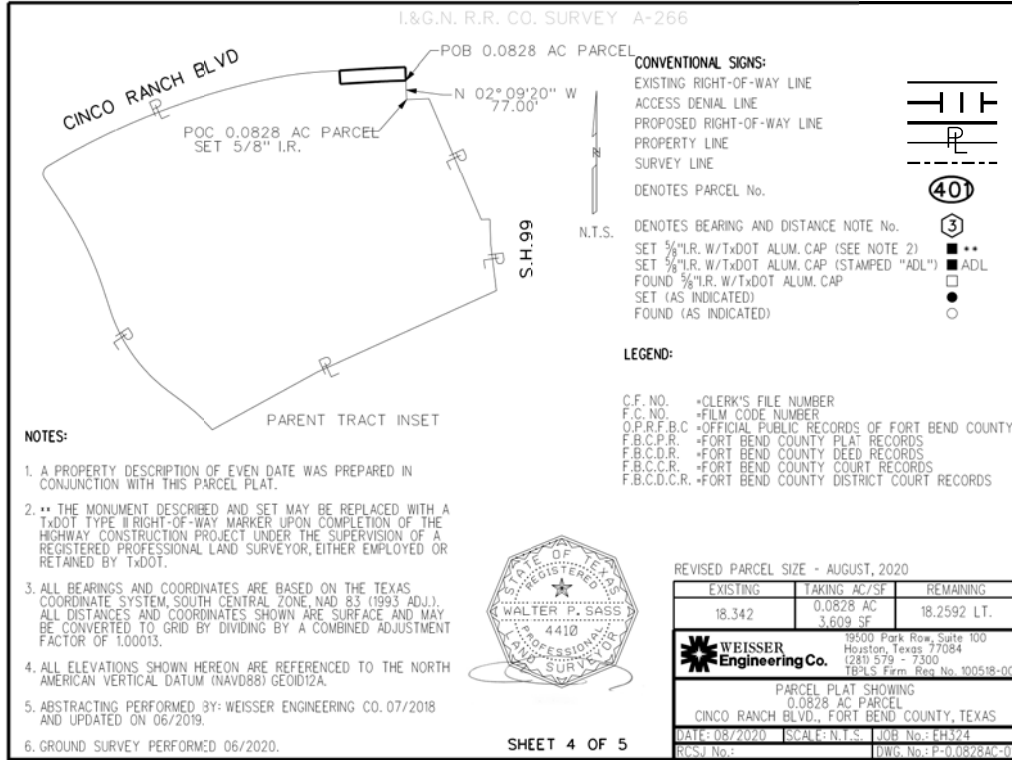 I.&G.N. R.R. CO. SURVEY A-266
POB 0.0828 AC PARCEL
CINCO RANCH BLVD
N 02°09'20" W
77.00'
POC 0.0828 AC PARCEL
SET 5/8" I.R.
PL
PL
PL
PL
S.H.99
N
N.T.S.
PARENT TRACT INSET
CONVENTIONAL SIGNS:
EXISTING RIGHT-OF-WAY LINE
ACCESS DENIAL LINE
PROPOSED RIGHT-OF-WAY LINE
PROPERTY LINE
PL
SURVEY LINE
DENOTES PARCEL No.
401
DENOTES BEARING AND DISTANCE NOTE No.
3
SET 5/8"I.R. W/TxDOT ALUM. CAP (SEE NOTE 2) **
SET 5/8"I.R. W/TxDOT ALUM. CAP (STAMPED "ADL") ADL
FOUND 5/8"I.R. W/TxDOT ALUM. CAP
SET (AS INDICATED)
FOUND (AS INDICATED)
LEGEND:
C.F. NO. =CLERK'S FILE NUMBER
F.C. NO. =FILM CODE NUMBER
O.P.R.F.B.C =OFFICIAL PUBLIC RECORDS OF FORT BEND COUNTY
F.B.C.P.R. =FORT BEND COUNTY PLAT RECORDS
F.B.C.D.R. =FORT BEND COUNTY DEED RECORDS
F.B.C.C.R. =FORT BEND COUNTY COURT RECORDS
F.B.C.D.C.R. =FORT BEND COUNTY DISTRICT COURT RECORDS
NOTES:
1. A PROPERTY DESCRIPTION OF EVEN DATE WAS PREPARED IN
CONJUNCTION WITH THIS PARCEL PLAT.
2. ** THE MONUMENT DESCRIBED AND SET MAY BE REPLACED WITH A
TxDOT TYPE II RIGHT-OF-WAY MARKER UPON COMPLETION OF THE
HIGHWAY CONSTRUCTION PROJECT UNDER THE SUPERVISION OF A
REGISTERED PROFESSIONAL LAND SURVEYOR, EITHER EMPLOYED OR
RETAINED BY TxDOT.
3. ALL BEARINGS AND COORDINATES ARE BASED ON THE TEXAS
COORDINATE SYSTEM, SOUTH CENTRAL ZONE, NAD 83 (1993 ADJ.).
ALL DISTANCES AND COORDINATES SHOWN ARE SURFACE AND MAY
BE CONVERTED TO GRID BY DIVIDING BY A COMBINED ADJUSTMENT
FACTOR OF 1.00013.
4. ALL ELEVATIONS SHOWN HEREON ARE REFERENCED TO THE NORTH
AMERICAN VERTICAL DATUM (NAVD88) GEOID12A.
5. ABSTRACTING PERFORMED BY: WEISSER ENGINEERING CO. 07/2018
AND UPDATED ON 06/2019.
6. GROUND SURVEY PERFORMED 06/2020.
STATE OF TEXAS
REGISTERED
WALTER P. SASS
4410
PROFESSIONAL
LAND SURVEYOR
SHEET 4 OF 5
REVISED PARCEL SIZE - AUGUST, 2020
EXISTING TAKING AC/SF REMAINING
18.342 0.0828 AC 18.2592 LT.
3,609 SF
WEISSER
Engineering Co.
19500 Park Row, Suite 100
Houston, Texas 77084
(281) 579 - 7300
TBPLS Firm Reg No. 100518-00
PARCEL PLAT SHOWING
0.0828 AC PARCEL
CINCO RANCH BLVD., FORT BEND COUNTY, TEXAS
DATE: 08/2020 SCALE: N.T.S. JOB No.: EH324
RCSJ No.: DWG. No.: P-0.0828AC-0